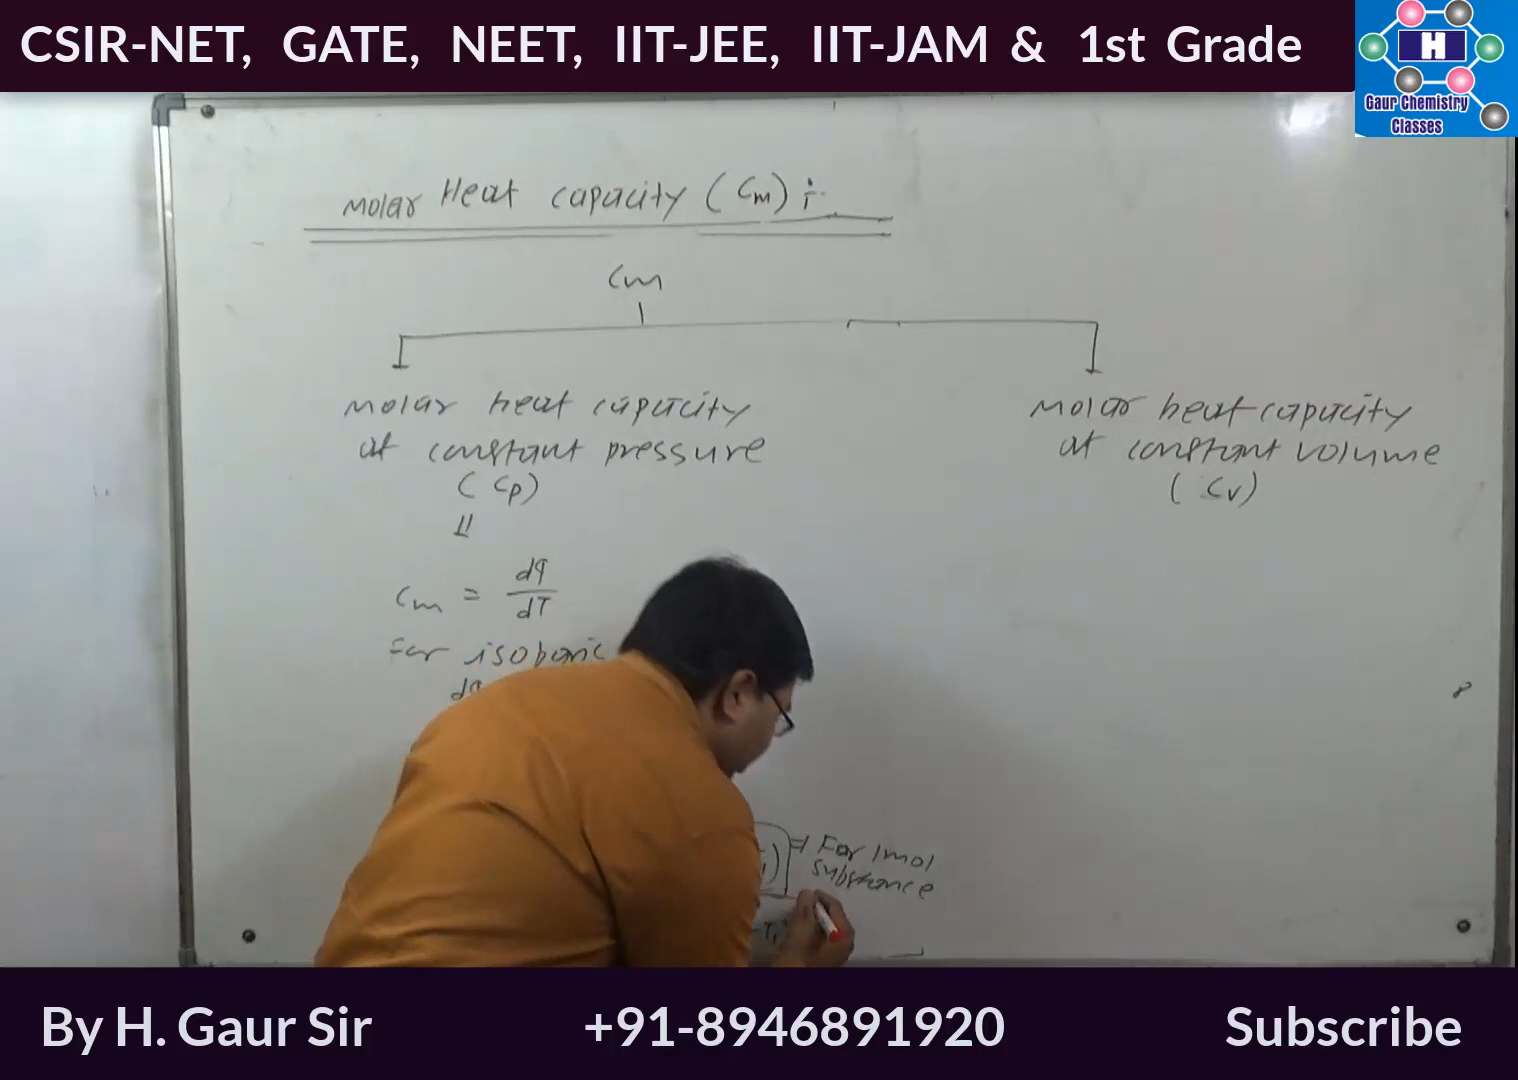 CSIR-NET, GATE, NEET, IIT-JEE, IIT-JAM & 1st Grade
H
Gaur Chemistry
Classes
Molar Heat capacity (Cm) :-
Cm
Molar heat capacity
at constant pressure
(Cp)
Molar heat capacity
at constant volume
(Cv)
Cm = dq/dT
For isobaric
dq
For 1mol
substance
By H. Gaur Sir +91-8946891920 Subscribe